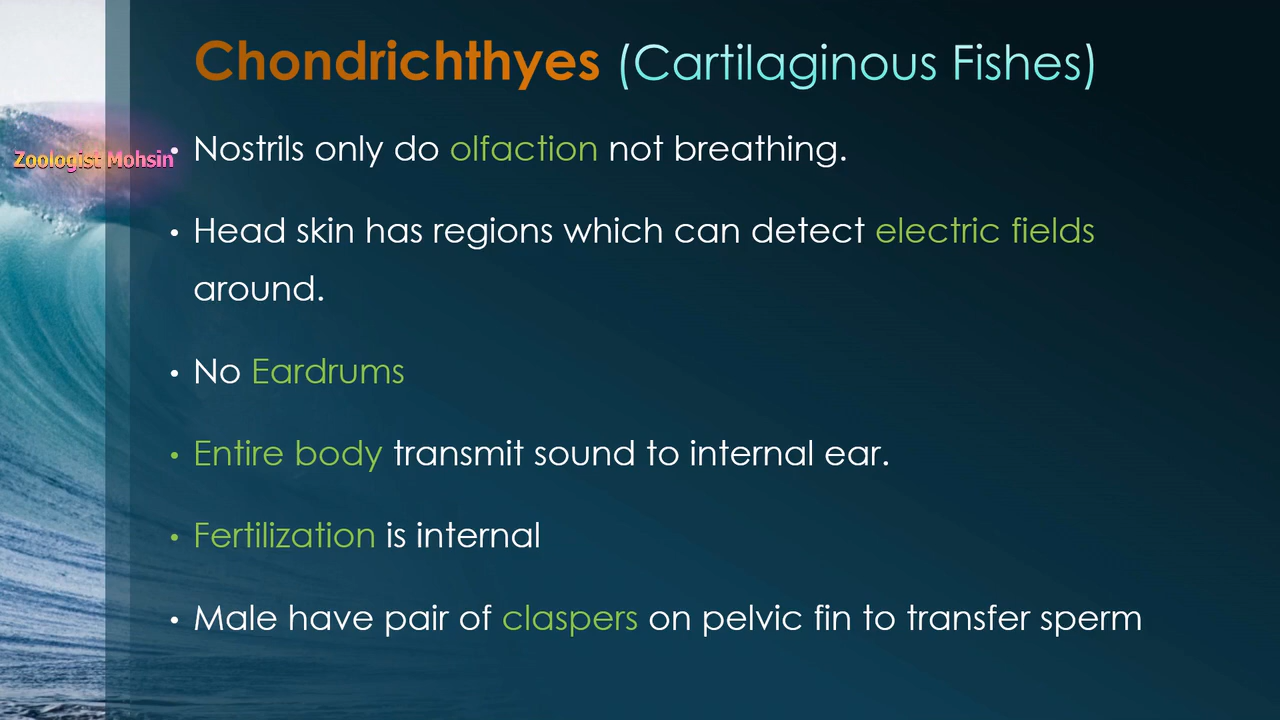 Chondrichthyes (Cartilaginous Fishes)
Zoologist Mohsin
• Nostrils only do olfaction not breathing.
• Head skin has regions which can detect electric fields
around.
• No Eardrums
• Entire body transmit sound to internal ear.
• Fertilization is internal
• Male have pair of claspers on pelvic fin to transfer sperm